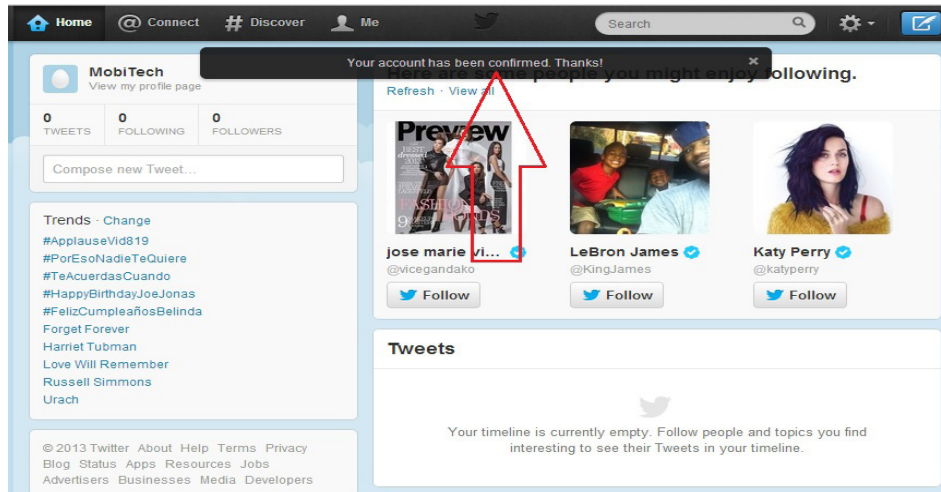 Home @ Connect # Discover Me Search
Your account has been confirmed. Thanks! ×
MobiTech
View my profile page
0 0 0
TWEETS FOLLOWING FOLLOWERS
Compose new Tweet...
Trends · Change
#ApplauseVid819
#PorEsoNadieTeQuiere
#TeAcuerdasCuando
#HappyBirthdayJoeJonas
#FelizCumpleañosBelinda
Forget Forever
Harriet Tubman
Love Will Remember
Russell Simmons
Urach
© 2013 Twitter About Help Terms Privacy
Blog Status Apps Resources Jobs
Advertisers Businesses Media Developers
Here are some people you might enjoy following.
Refresh · View all
Preview
BEST
dressed
2012
FASHION
9
jose marie vi...
@vicegandako
Follow
LeBron James
@KingJames
Follow
Katy Perry
@katyperry
Follow
Tweets
Your timeline is currently empty. Follow people and topics you find
interesting to see their Tweets in your timeline.